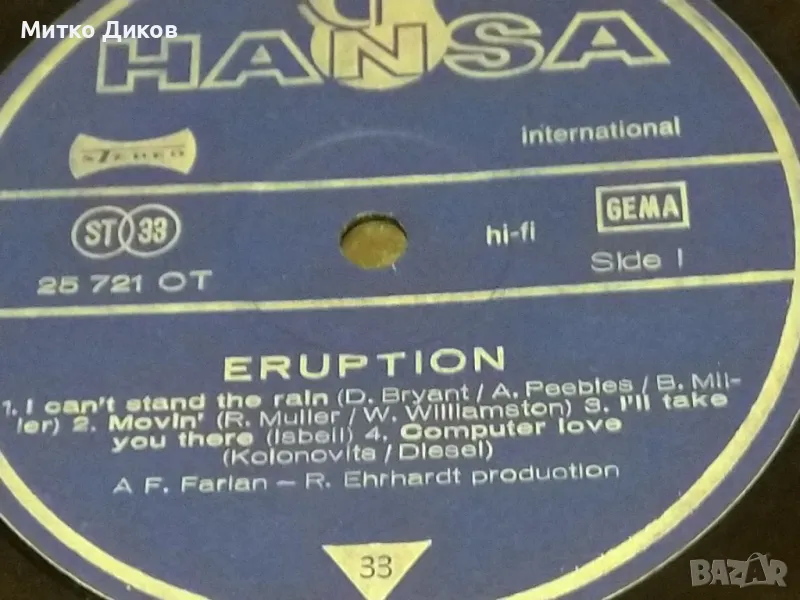 Митко Диков
HANSA
STEREO
international
ST 33
hi-fi
GEMA
25 721 OT
Side 1
ERUPTION
1. I can't stand the rain (D. Bryant / A. Peebles / B. Mil-
ler) 2. Movin' (R. Muller / W. Williamston) 3. I'll take
you there (Isbell) 4. Computer love
(Kolonovits / Diesel)
A F. Farian – R. Ehrhardt production
33
BAZAR